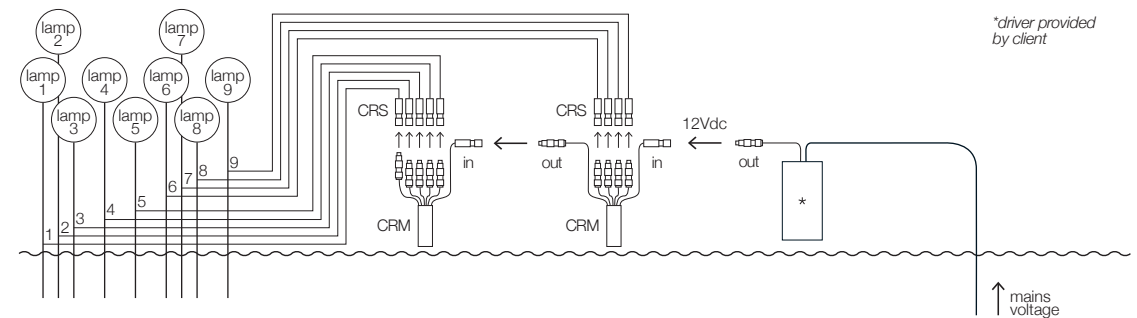 lamp
1
lamp
2
lamp
3
lamp
4
lamp
5
lamp
6
lamp
7
lamp
8
lamp
9
1
2
3
4
5
6
7
8
9
CRS
in
CRM
out
CRS
in
CRM
12Vdc
out
*
*driver provided
by client
mains
voltage